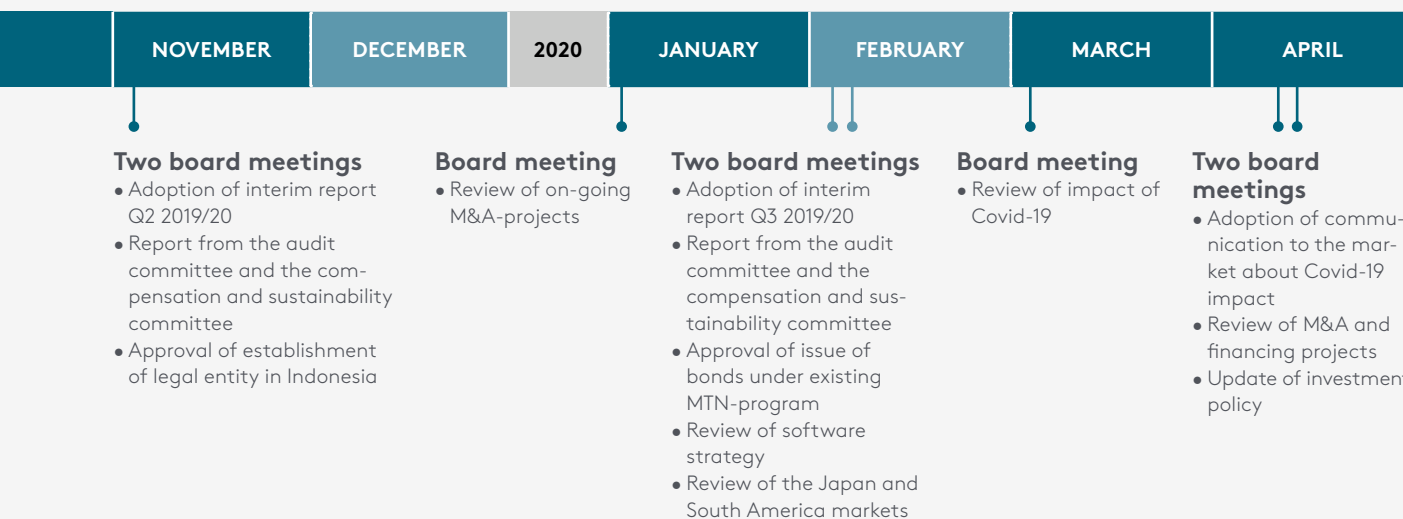 NOVEMBER
DECEMBER
2020
JANUARY
FEBRUARY
MARCH
APRIL
Two board meetings
• Adoption of interim report
Q2 2019/20
• Report from the audit
committee and the com-
pensation and sustainability
committee
• Approval of establishment
of legal entity in Indonesia
Board meeting
• Review of on-going
M&A-projects
Two board meetings
• Adoption of interim
report Q3 2019/20
• Report from the audit
committee and the
compensation and sus-
tainability committee
• Approval of issue of
bonds under existing
MTN-program
• Review of software
strategy
• Review of the Japan and
South America markets
Board meeting
• Review of impact of
Covid-19
Two board
meetings
• Adoption of commu-
nication to the mar-
ket about Covid-19
impact
• Review of M&A and
financing projects
• Update of investment
policy